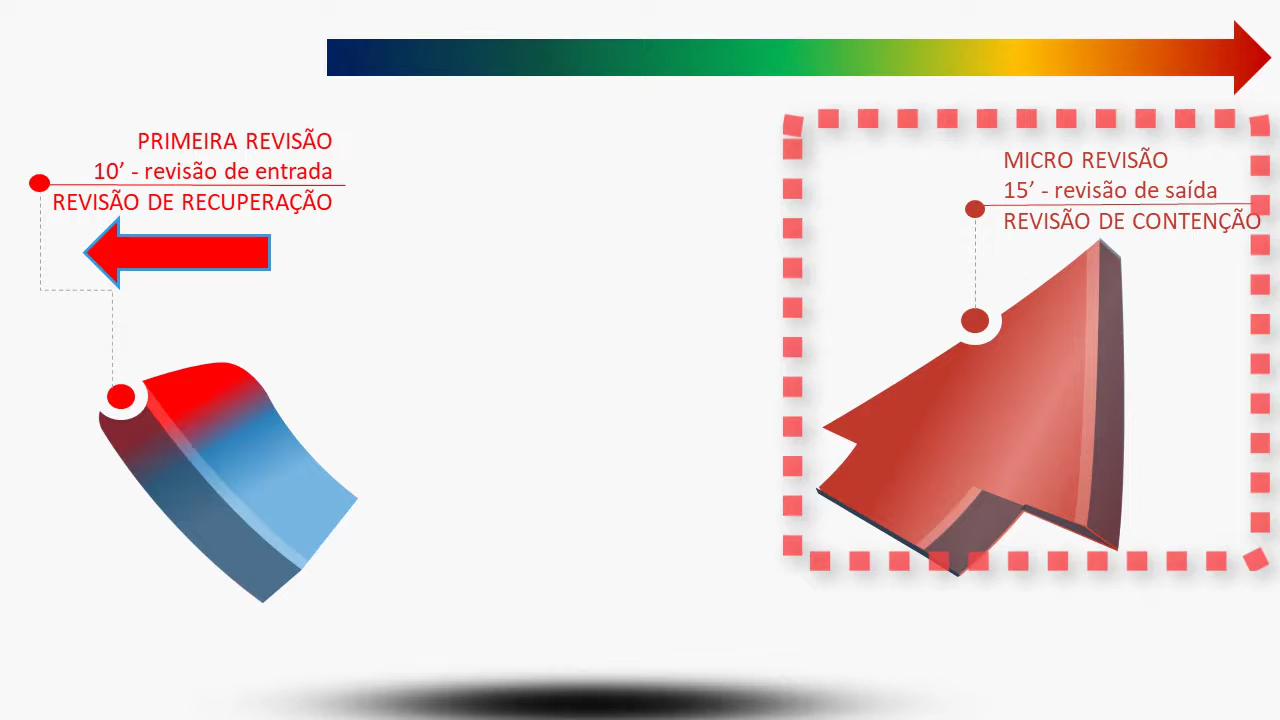 PRIMEIRA REVISÃO
10’ - revisão de entrada
REVISÃO DE RECUPERAÇÃO
MICRO REVISÃO
15’ - revisão de saída
REVISÃO DE CONTENÇÃO